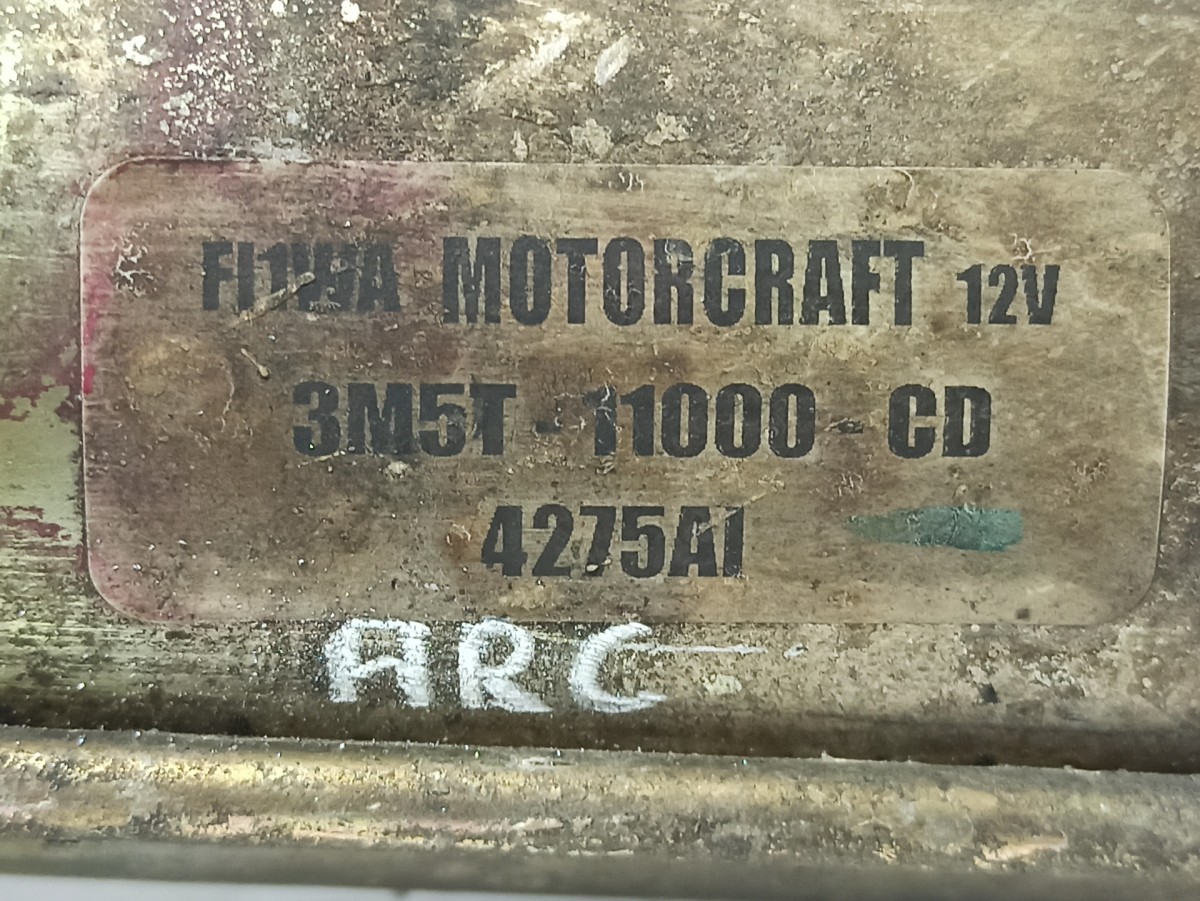 MOTORCRAFT 12V
3M5T - 11000 - CD
4275AI
ARC